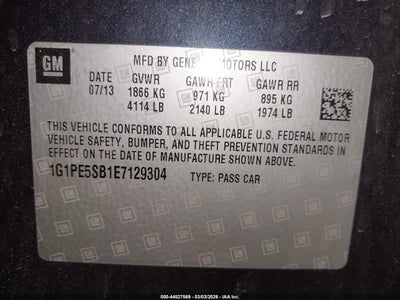 GM
MFD BY GENE MOTORS LLC
DATE GVWR GAWR FRT GAWR RR
07/13 1866 KG 971 KG 895 KG
4114 LB 2140 LB 1974 LB
THIS VEHICLE CONFORMS TO ALL APPLICABLE U.S. FEDERAL MOTOR
VEHICLE SAFETY, BUMPER, AND THEFT PREVENTION STANDARDS IN
EFFECT ON THE DATE OF MANUFACTURE SHOWN ABOVE.
1G1PE5SB1E7129304 TYPE: PASS CAR
000-44527569 - 03/03/2026 - IAA Inc.